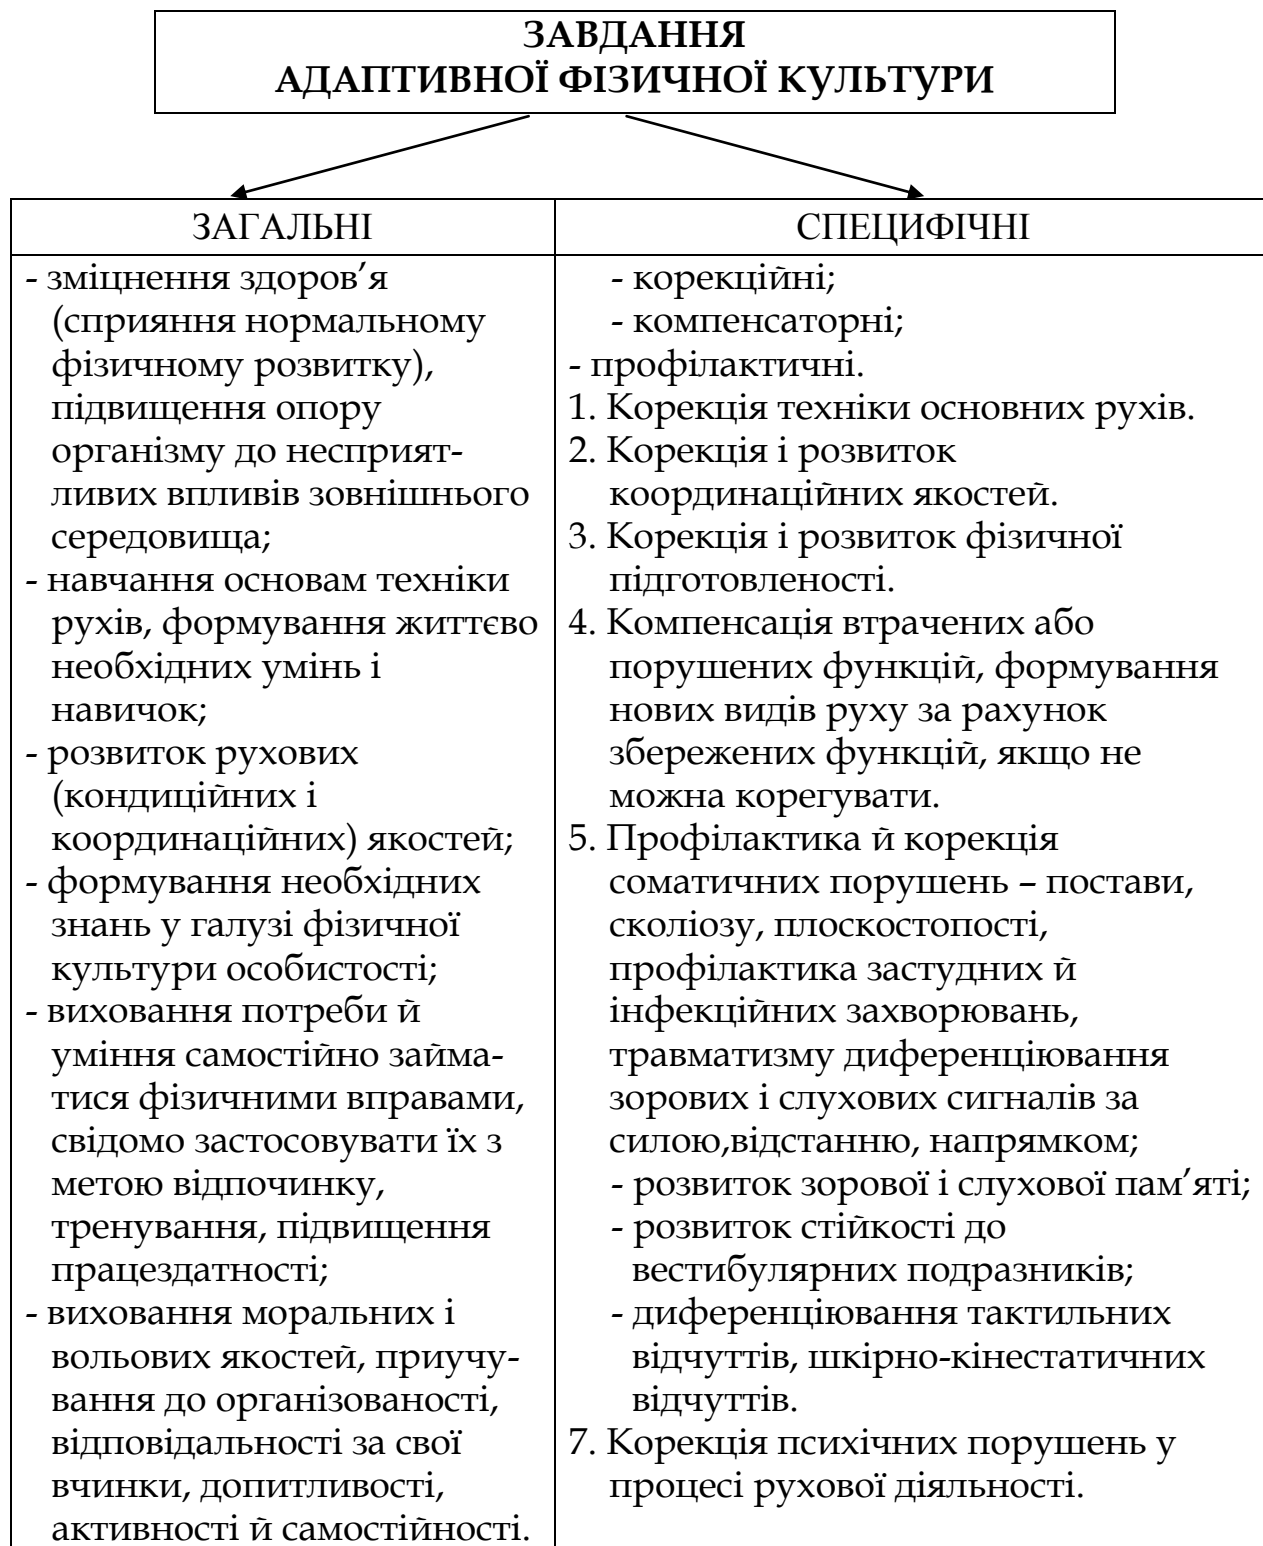 ЗАВДАННЯ
АДАПТИВНОЇ ФІЗИЧНОЇ КУЛЬТУРИ
ЗАГАЛЬНІ
- зміцнення здоров’я
(сприяння нормальному
фізичному розвитку),
підвищення опору
організму до несприят-
ливих впливів зовнішнього
середовища;
- навчання основам техніки
рухів, формування життєво
необхідних умінь і
навичок;
- розвиток рухових
(кондиційних і
координаційних) якостей;
- формування необхідних
знань у галузі фізичної
культури особистості;
- виховання потреби й
уміння самостійно займа-
тися фізичними вправами,
свідомо застосовувати їх з
метою відпочинку,
тренування, підвищення
працездатності;
- виховання моральних і
вольових якостей, приучу-
вання до організованості,
відповідальності за свої
вчинки, допитливості,
активності й самостійності.
СПЕЦИФІЧНІ
- корекційні;
- компенсаторні;
- профілактичні.
1. Корекція техніки основних рухів.
2. Корекція і розвиток
координаційних якостей.
3. Корекція і розвиток фізичної
підготовленості.
4. Компенсація втрачених або
порушених функцій, формування
нових видів руху за рахунок
збережених функцій, якщо не
можна корегувати.
5. Профілактика й корекція
соматичних порушень – постави,
сколіозу, плоскостопості,
профілактика застудних й
інфекційних захворювань,
травматизму диференціювання
зорових і слухових сигналів за
силою,відстанню, напрямком;
- розвиток зорової і слухової пам’яті;
- розвиток стійкості до
вестибулярних подразників;
- диференціювання тактильних
відчуттів, шкірно-кінестатичних
відчуттів.
7. Корекція психічних порушень у
процесі рухової діяльності.